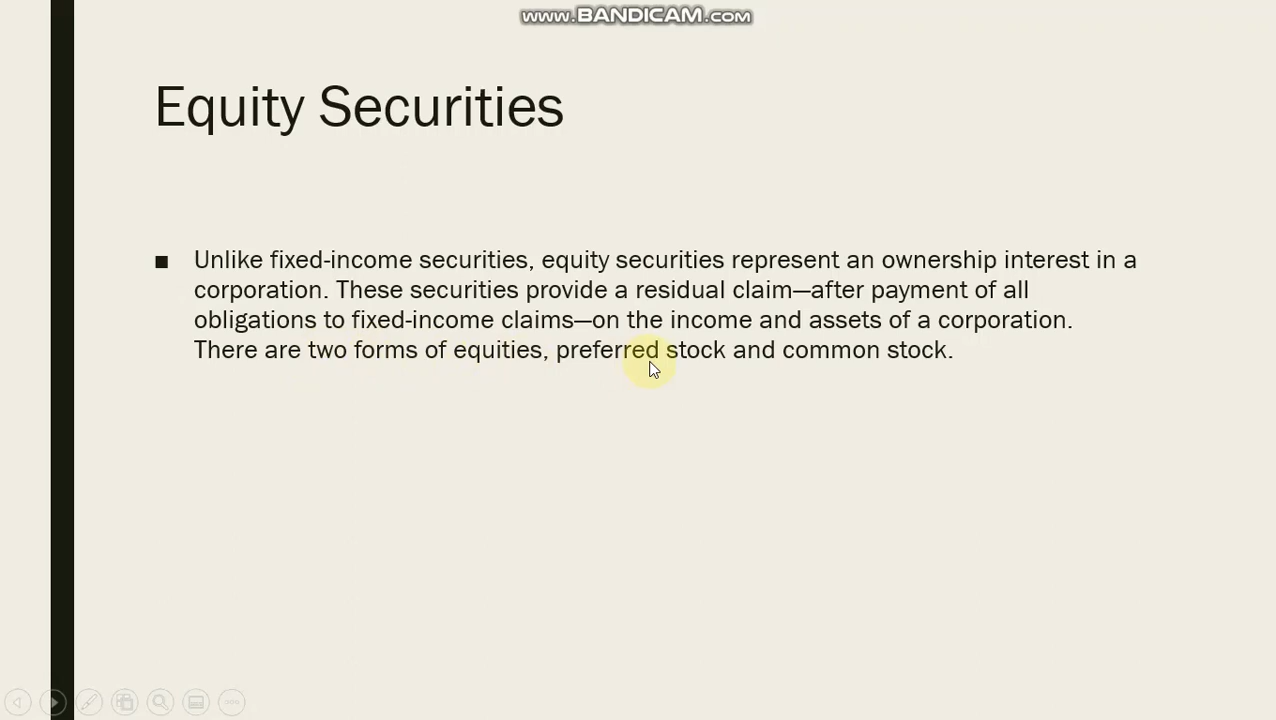 WWW.BANDICAM.COM
Equity Securities
■ Unlike fixed-income securities, equity securities represent an ownership interest in a
corporation. These securities provide a residual claim—after payment of all
obligations to fixed-income claims—on the income and assets of a corporation.
There are two forms of equities, preferred stock and common stock.